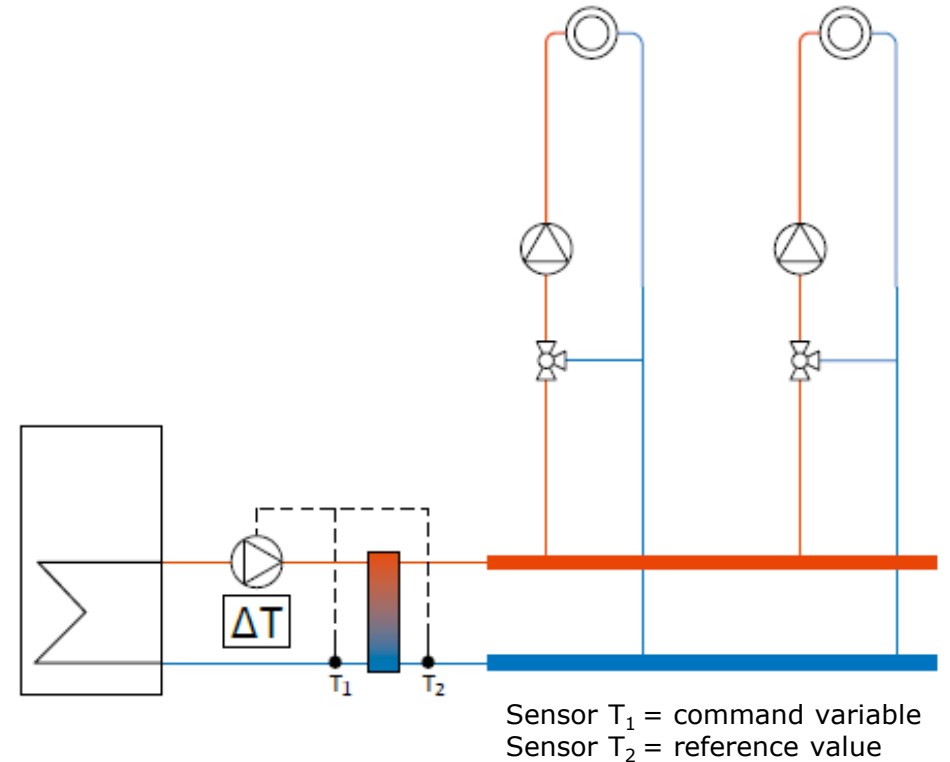 ΔT
T₁ T₂
Sensor T₁ = command variable
Sensor T₂ = reference value